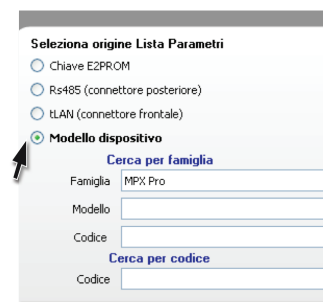 Seleziona origine Lista Parametri
Chiave E2PROM
Rs485 (connettore posteriore)
tLAN (connettore frontale)
Modello dispositivo
Cerca per famiglia
Famiglia MPX Pro
Modello
Codice
Cerca per codice
Codice